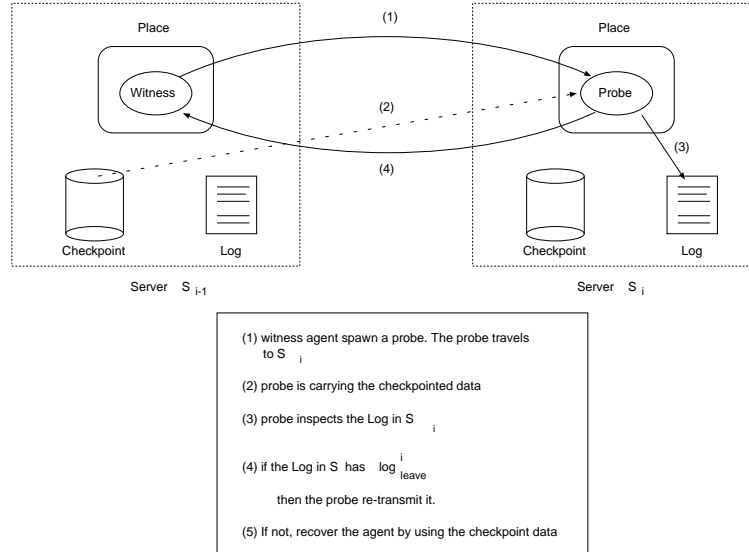 (1)
Place
Place
Witness
Probe
(2)
(3)
(4)
Checkpoint
Log
Checkpoint
Log
Server S i-1
Server S i
(1) witness agent spawn a probe. The probe travels
to S i
(2) probe is carrying the checkpointed data
(3) probe inspects the Log in S i
(4) if the Log in S has log i leave
then the probe re-transmit it.
(5) If not, recover the agent by using the checkpoint data